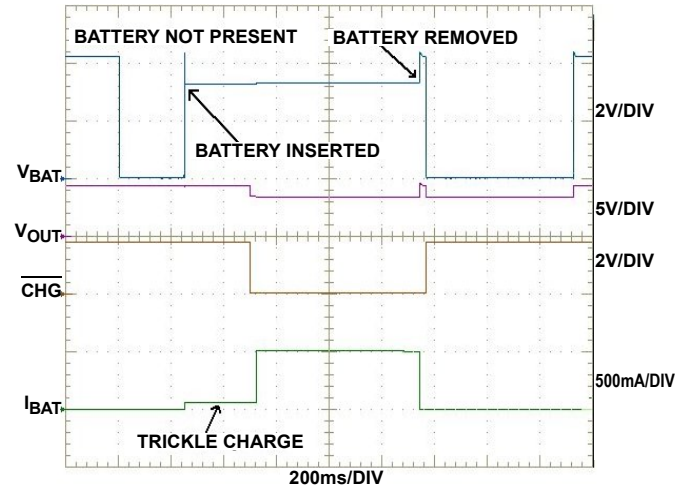 BATTERY NOT PRESENT
BATTERY REMOVED
2V/DIV
BATTERY INSERTED
VBAT
5V/DIV
VOUT
2V/DIV
CHG
500mA/DIV
IBAT
TRICKLE CHARGE
200ms/DIV